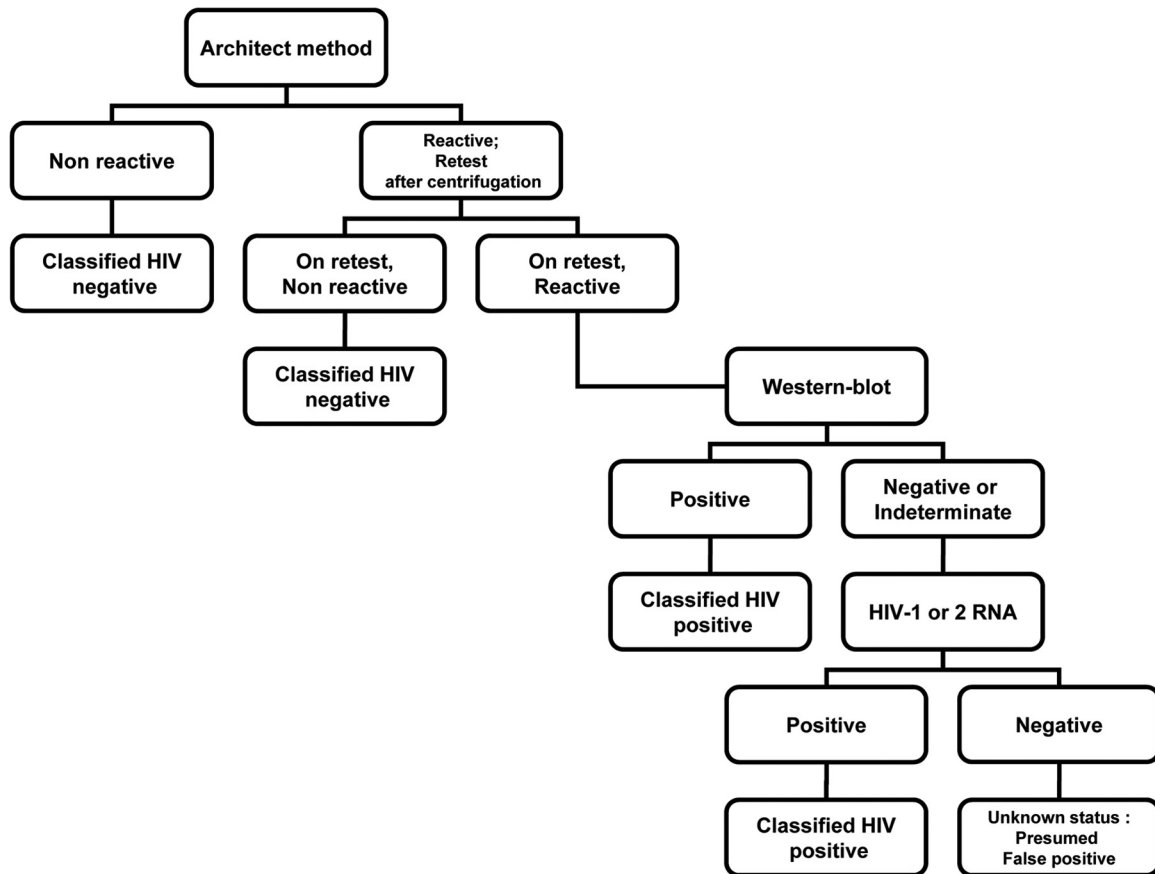 Architect method
Non reactive
Reactive;
Retest
after centrifugation
Classified HIV
negative
On retest,
Non reactive
On retest,
Reactive
Classified HIV
negative
Western-blot
Positive
Negative or
Indeterminate
Classified HIV
positive
HIV-1 or 2 RNA
Positive
Negative
Classified HIV
positive
Unknown status :
Presumed
False positive